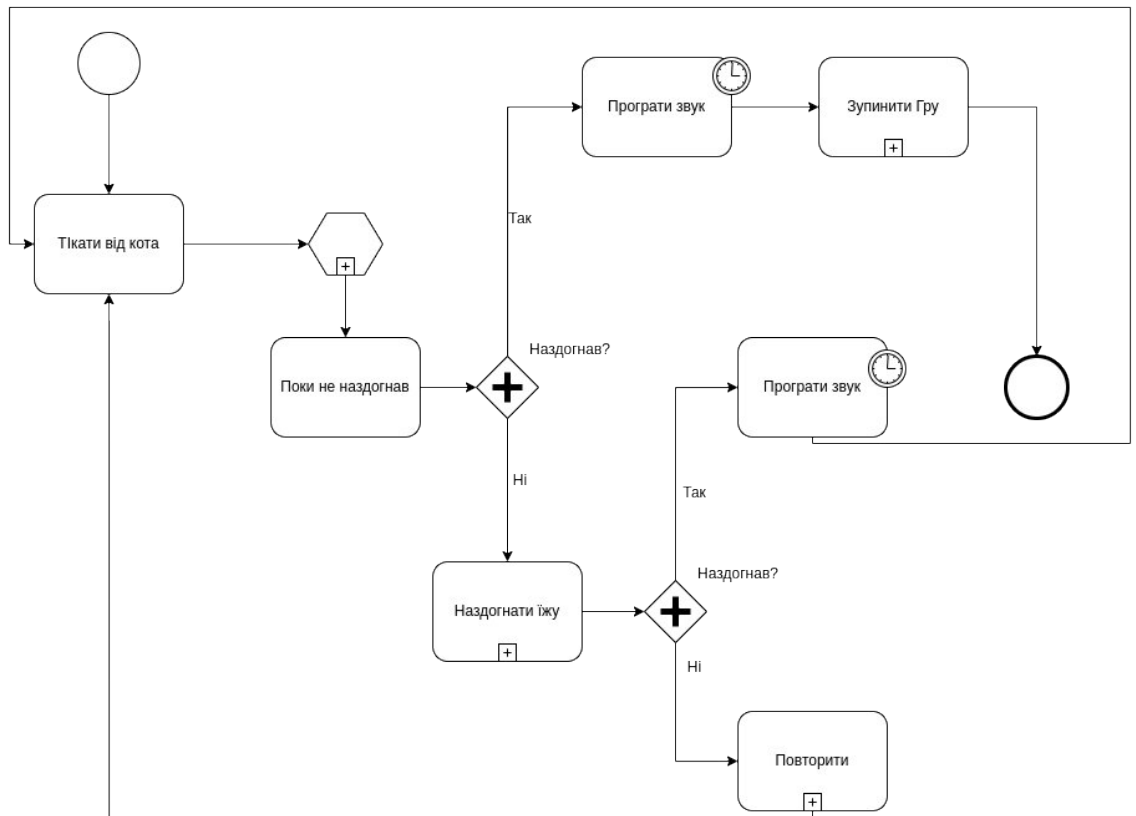 Програти звук
Зупинити Гру
Так
ТІкати від кота
Наздогнав?
Поки не наздогнав
Програти звук
Ні
Так
Наздогнав?
Наздогнати їжу
Ні
Повторити